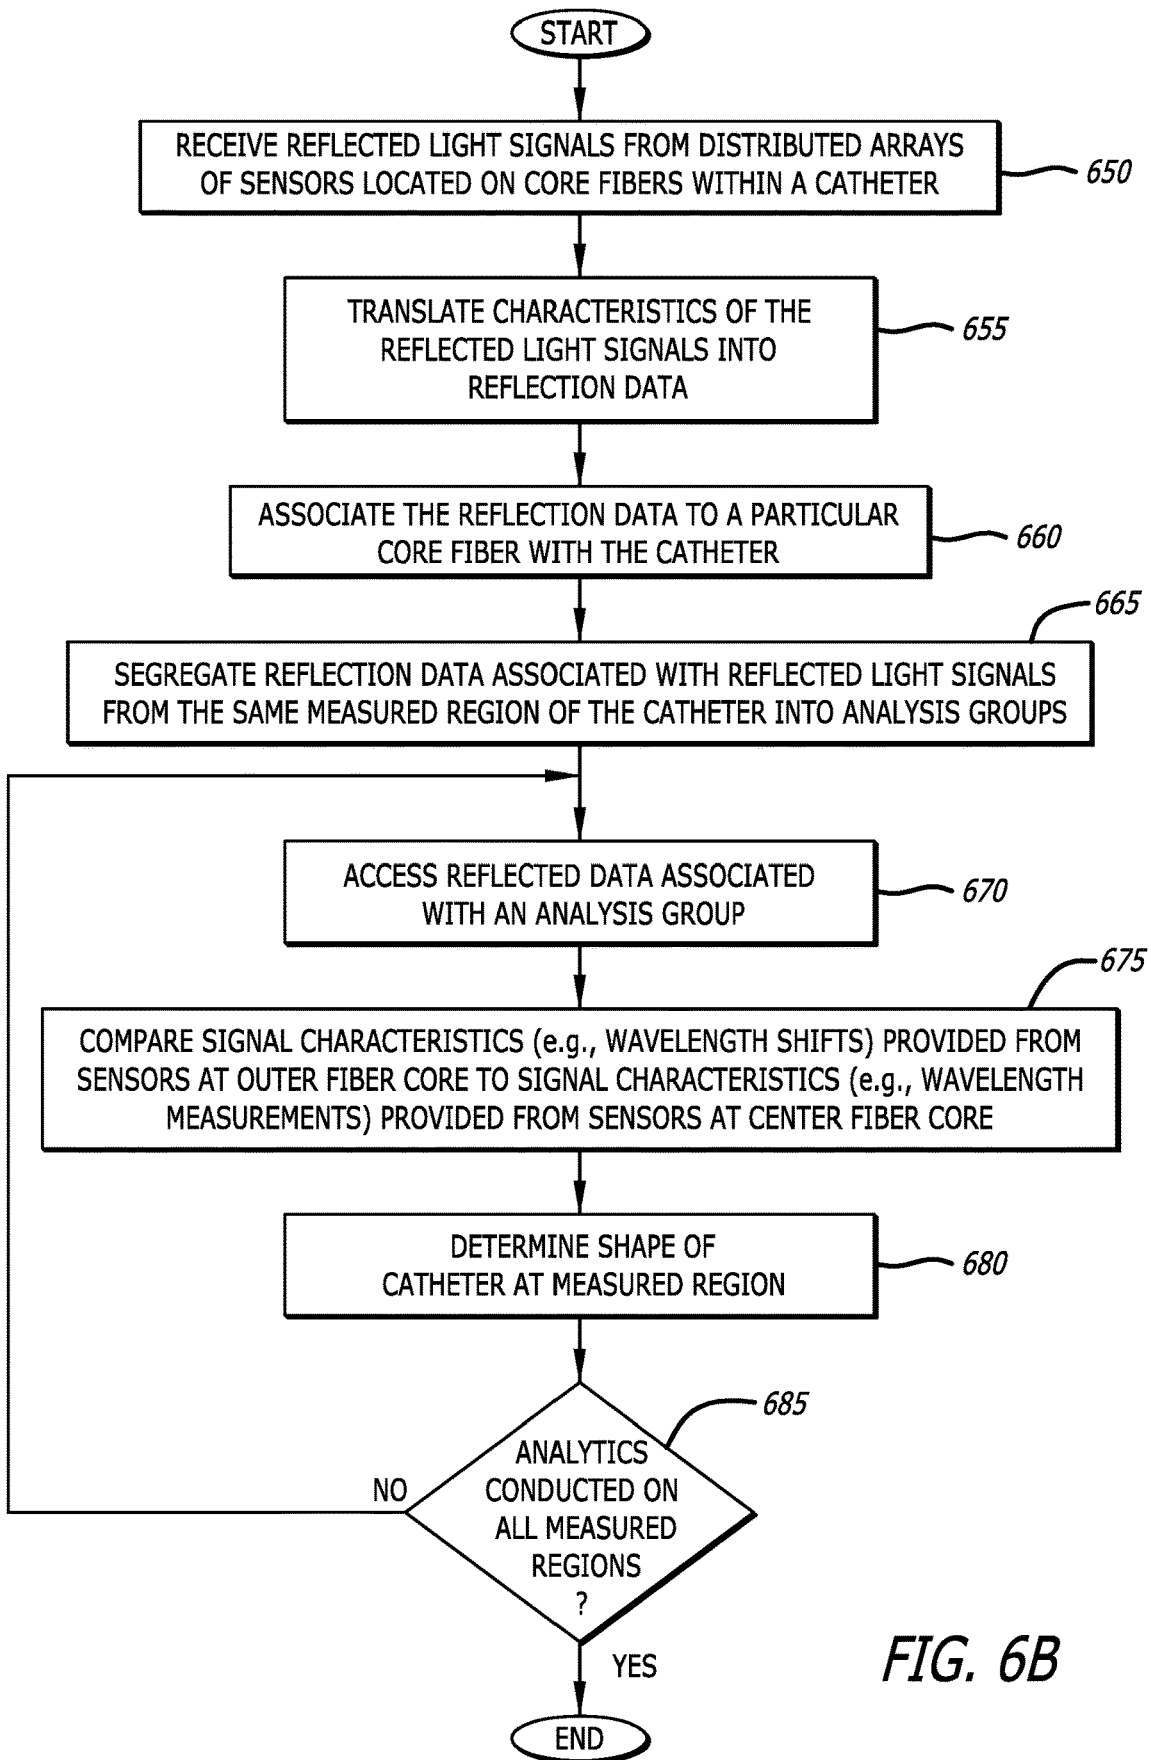 START
RECEIVE REFLECTED LIGHT SIGNALS FROM DISTRIBUTED ARRAYS
OF SENSORS LOCATED ON CORE FIBERS WITHIN A CATHETER
650
TRANSLATE CHARACTERISTICS OF THE
REFLECTED LIGHT SIGNALS INTO
REFLECTION DATA
655
ASSOCIATE THE REFLECTION DATA TO A PARTICULAR
CORE FIBER WITH THE CATHETER
660
665
SEGREGATE REFLECTION DATA ASSOCIATED WITH REFLECTED LIGHT SIGNALS
FROM THE SAME MEASURED REGION OF THE CATHETER INTO ANALYSIS GROUPS
ACCESS REFLECTED DATA ASSOCIATED
WITH AN ANALYSIS GROUP
670
675
COMPARE SIGNAL CHARACTERISTICS (e.g., WAVELENGTH SHIFTS) PROVIDED FROM
SENSORS AT OUTER FIBER CORE TO SIGNAL CHARACTERISTICS (e.g., WAVELENGTH
MEASUREMENTS) PROVIDED FROM SENSORS AT CENTER FIBER CORE
DETERMINE SHAPE OF
CATHETER AT MEASURED REGION
680
685
ANALYTICS
CONDUCTED ON
ALL MEASURED
REGIONS
?
NO
YES
END
FIG. 6B